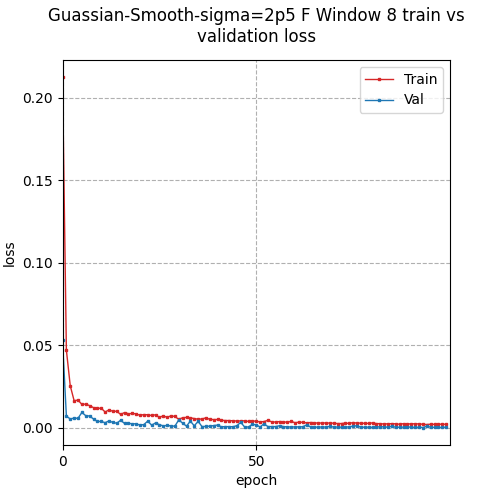 Guassian-Smooth-sigma=2p5 F Window 8 train vs
validation loss
Train
Val
0.20
0.15
0.10
0.05
0.00
loss
0
50
epoch